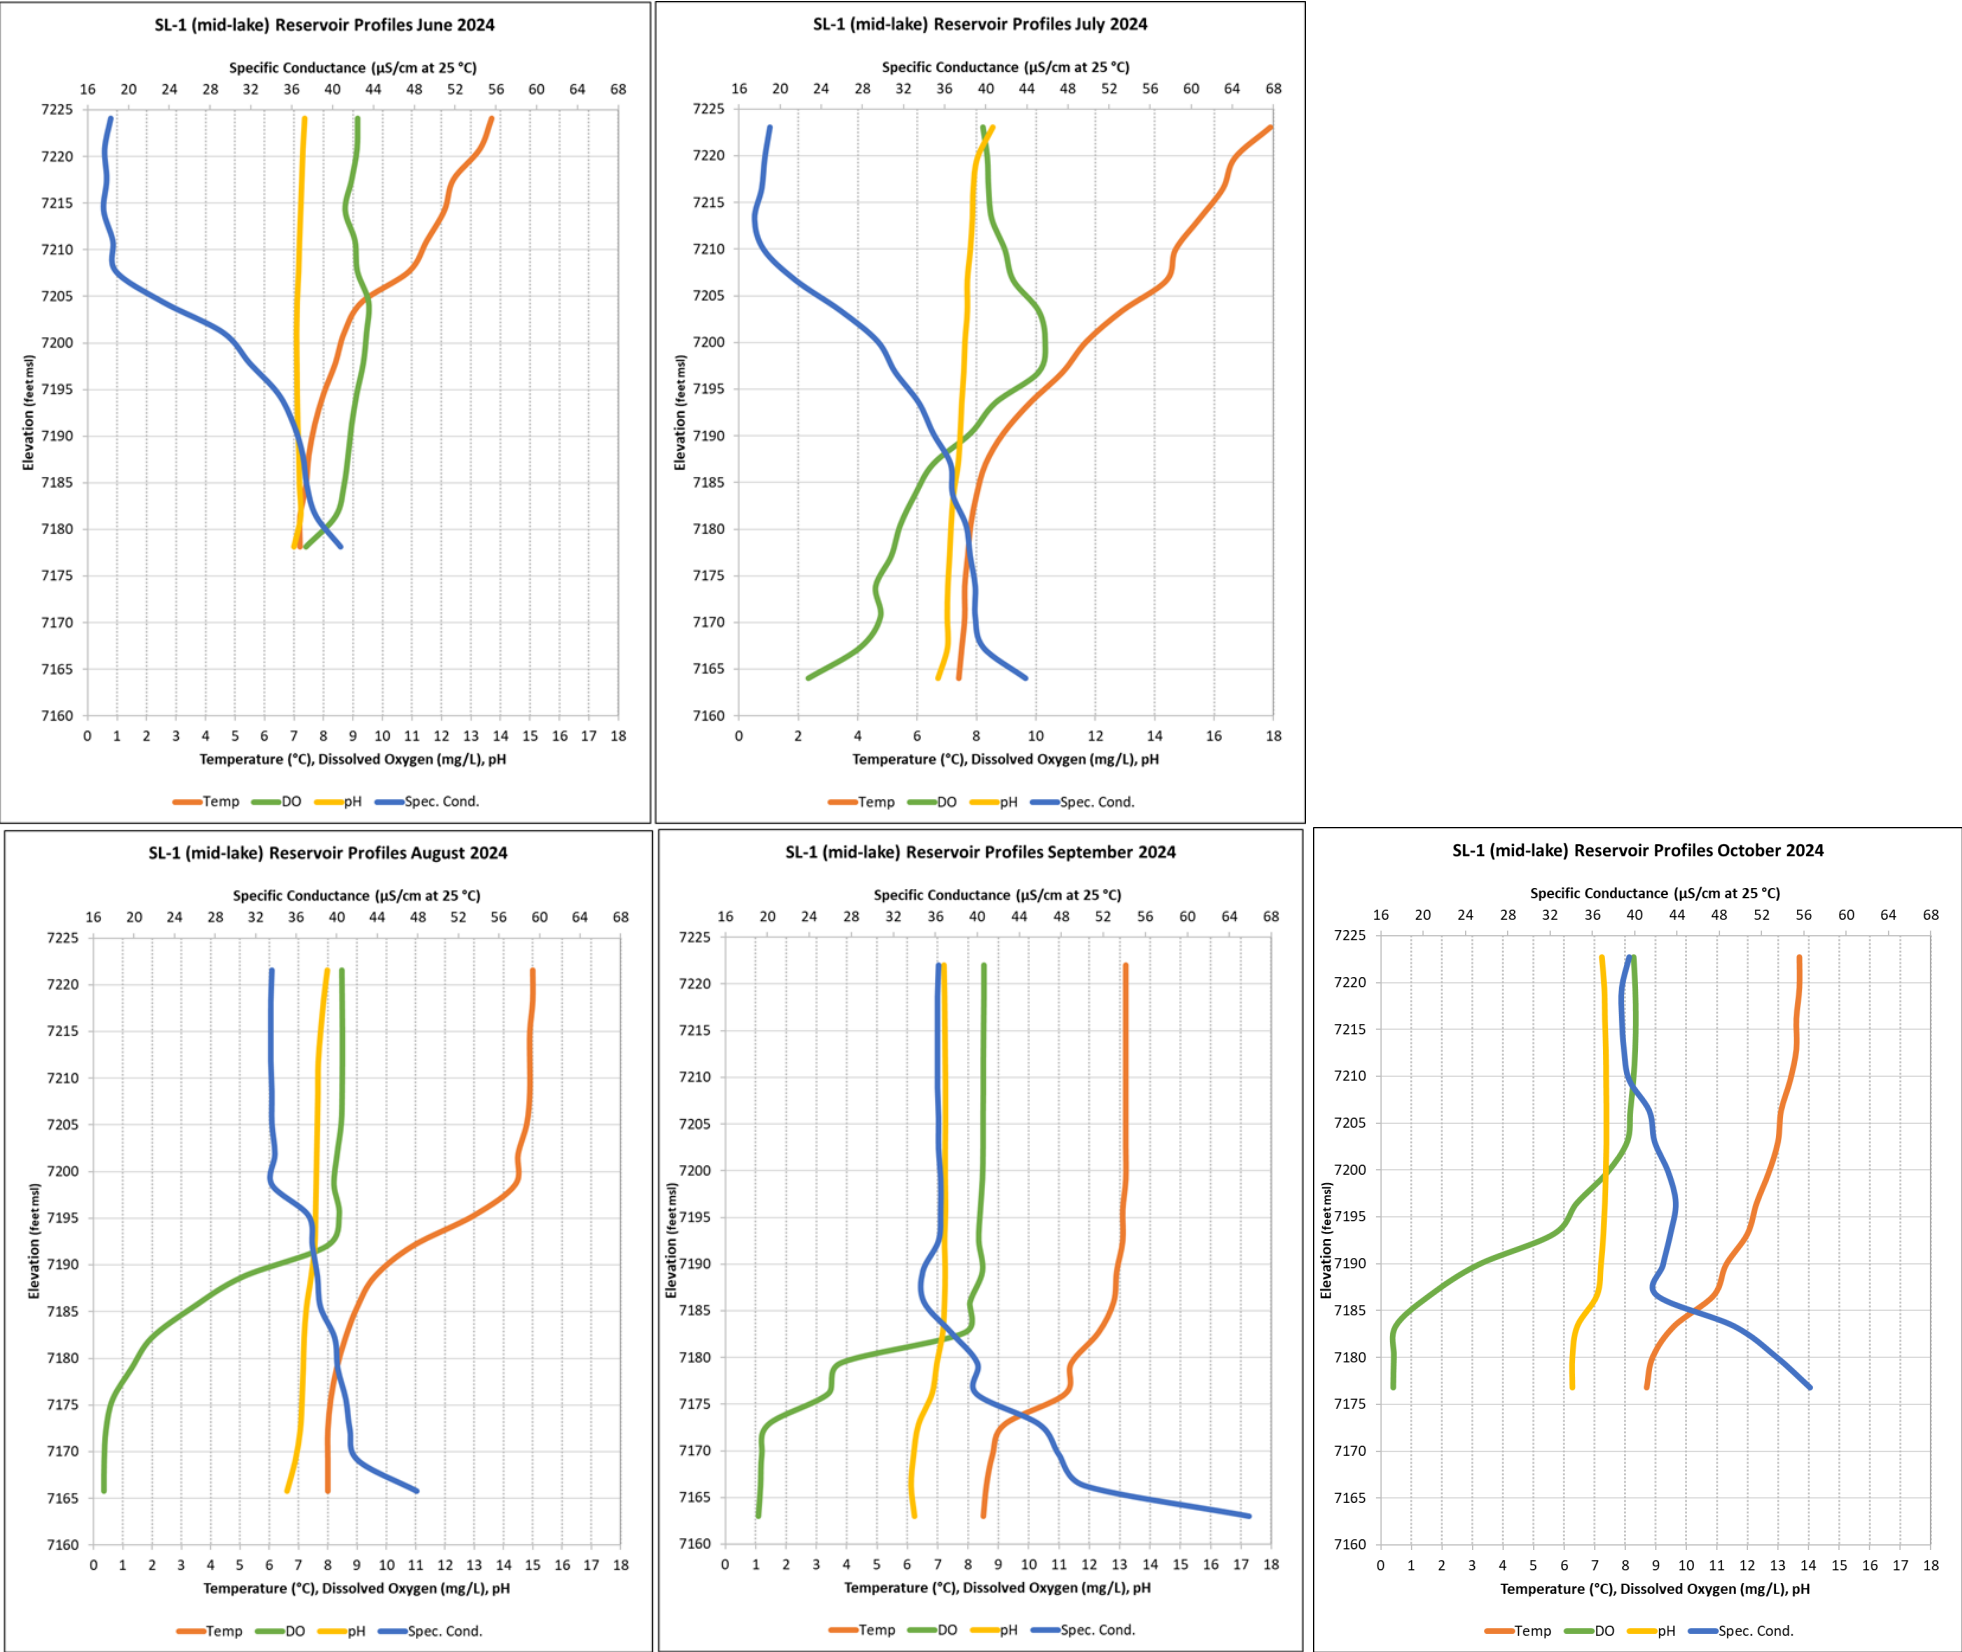 SL-1 (mid-lake) Reservoir Profiles June 2024
Specific Conductance (µS/cm at 25 °C)
16 20 24 28 32 36 40 44 48 52 56 60 64 68
7225
7220
7215
7210
7205
7200
7195
7190
7185
7180
7175
7170
7165
7160
Elevation (feet msl)
0 1 2 3 4 5 6 7 8 9 10 11 12 13 14 15 16 17 18
Temperature (°C), Dissolved Oxygen (mg/L), pH
Temp DO pH Spec. Cond.
SL-1 (mid-lake) Reservoir Profiles July 2024
Specific Conductance (µS/cm at 25 °C)
16 20 24 28 32 36 40 44 48 52 56 60 64 68
7225
7220
7215
7210
7205
7200
7195
7190
7185
7180
7175
7170
7165
7160
Elevation (feet msl)
0 2 4 6 8 10 12 14 16 18
Temperature (°C), Dissolved Oxygen (mg/L), pH
Temp DO pH Spec. Cond.
SL-1 (mid-lake) Reservoir Profiles August 2024
Specific Conductance (µS/cm at 25 °C)
16 20 24 28 32 36 40 44 48 52 56 60 64 68
7225
7220
7215
7210
7205
7200
7195
7190
7185
7180
7175
7170
7165
7160
Elevation (feet msl)
0 1 2 3 4 5 6 7 8 9 10 11 12 13 14 15 16 17 18
Temperature (°C), Dissolved Oxygen (mg/L), pH
Temp DO pH Spec. Cond.
SL-1 (mid-lake) Reservoir Profiles September 2024
Specific Conductance (µS/cm at 25 °C)
16 20 24 28 32 36 40 44 48 52 56 60 64 68
7225
7220
7215
7210
7205
7200
7195
7190
7185
7180
7175
7170
7165
7160
Elevation (feet msl)
0 1 2 3 4 5 6 7 8 9 10 11 12 13 14 15 16 17 18
Temperature (°C), Dissolved Oxygen (mg/L), pH
Temp DO pH Spec. Cond.
SL-1 (mid-lake) Reservoir Profiles October 2024
Specific Conductance (µS/cm at 25 °C)
16 20 24 28 32 36 40 44 48 52 56 60 64 68
7225
7220
7215
7210
7205
7200
7195
7190
7185
7180
7175
7170
7165
7160
Elevation (feet msl)
0 1 2 3 4 5 6 7 8 9 10 11 12 13 14 15 16 17 18
Temperature (°C), Dissolved Oxygen (mg/L), pH
Temp DO pH Spec. Cond.